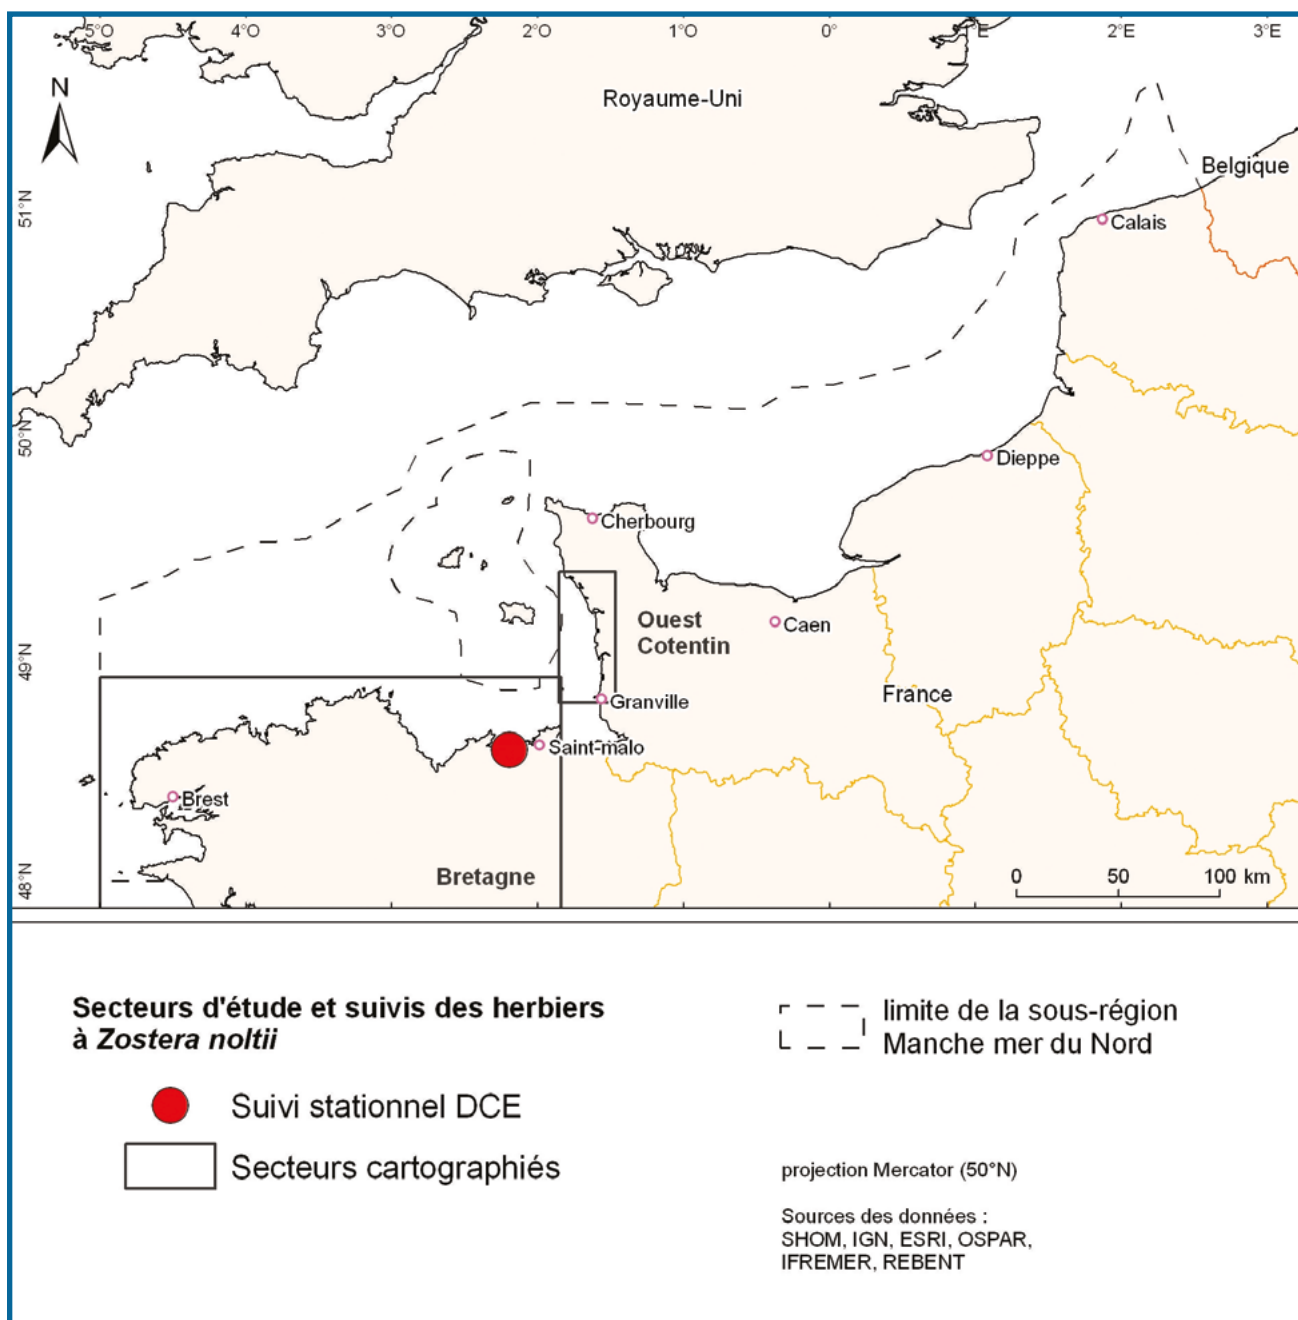 5°O 4°O 3°O 2°O 1°O 0° 1°E 2°E 3°E
N
Royaume-Uni
Belgique
51°N
Calais
50°N
Dieppe
Cherbourg
Ouest
Cotentin
Caen
49°N
France
Granville
Saint-malo
Brest
48°N
Bretagne
0 50 100 km
Secteurs d'étude et suivis des herbiers
à Zostera noltii
Suivi stationnel DCE
Secteurs cartographiés
limite de la sous-région
Manche mer du Nord
projection Mercator (50°N)
Sources des données :
SHOM, IGN, ESRI, OSPAR,
IFREMER, REBENT